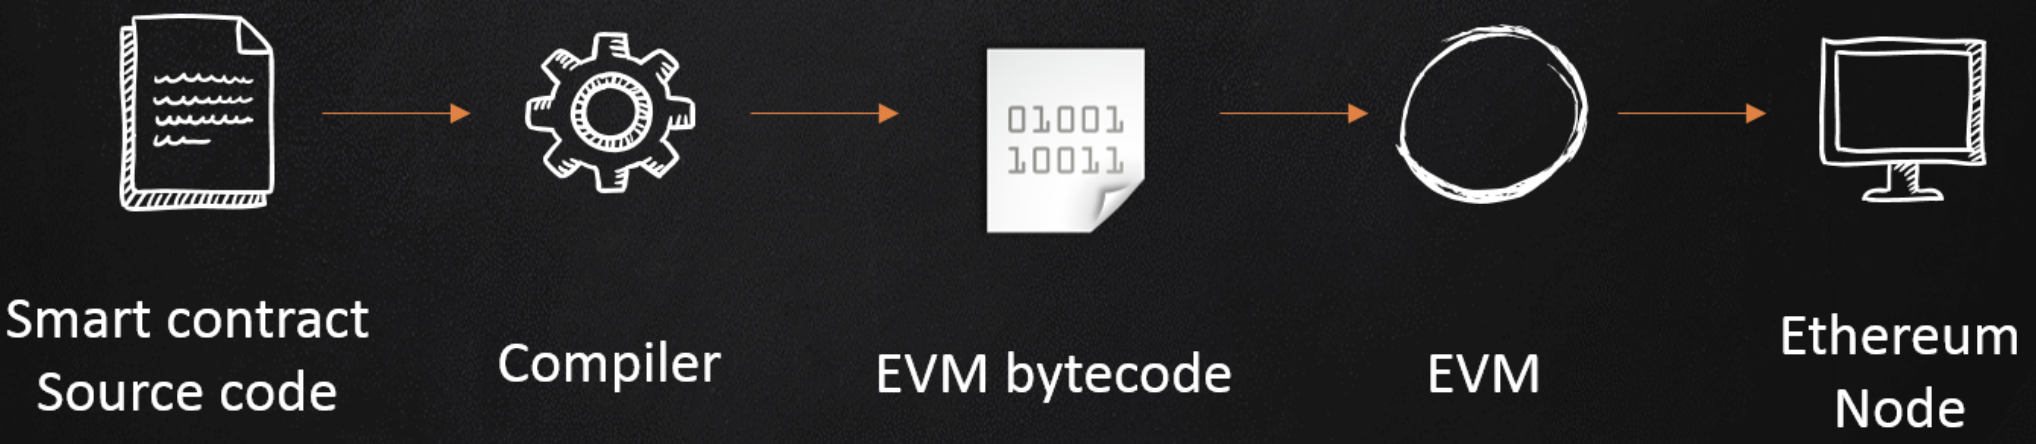 01001
10011
Smart contract
Source code
Compiler
EVM bytecode
EVM
Ethereum
Node